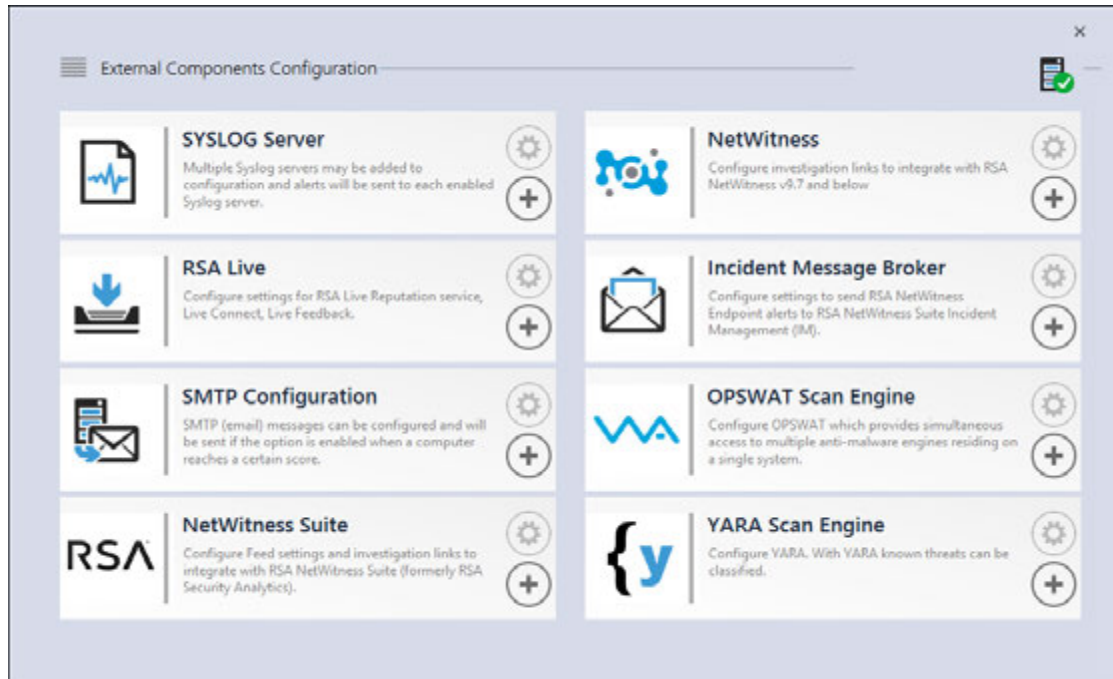 External Components Configuration
SYSLOG Server
Multiple Syslog servers may be added to
configuration and alerts will be sent to each enabled
Syslog server.
NetWitness
Configure investigation links to integrate with RSA
NetWitness v9.7 and below
RSA Live
Configure settings for RSA Live Reputation service,
Live Connect, Live Feedback.
Incident Message Broker
Configure settings to send RSA NetWitness
Endpoint alerts to RSA NetWitness Suite Incident
Management (IM).
SMTP Configuration
SMTP (email) messages can be configured and will
be sent if the option is enabled when a computer
reaches a certain score.
OPSWAT Scan Engine
Configure OPSWAT which provides simultaneous
access to multiple anti-malware engines residing on
a single system.
RSA
NetWitness Suite
Configure Feed settings and investigation links to
integrate with RSA NetWitness Suite (formerly RSA
Security Analytics).
{y
YARA Scan Engine
Configure YARA. With YARA known threats can be
classified.